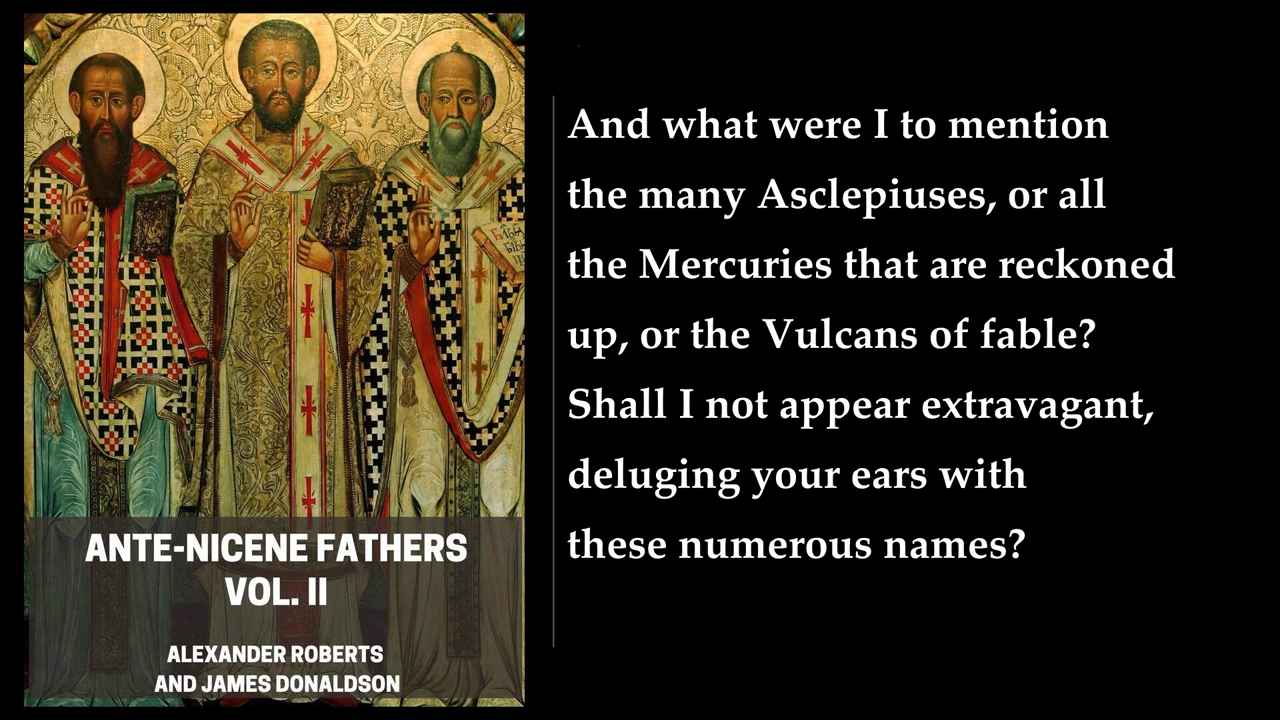 ANTE-NICENE FATHERS
VOL. II
ALEXANDER ROBERTS
AND JAMES DONALDSON
And what were I to mention
the many Asclepiuses, or all
the Mercuries that are reckoned
up, or the Vulcans of fable?
Shall I not appear extravagant,
deluging your ears with
these numerous names?